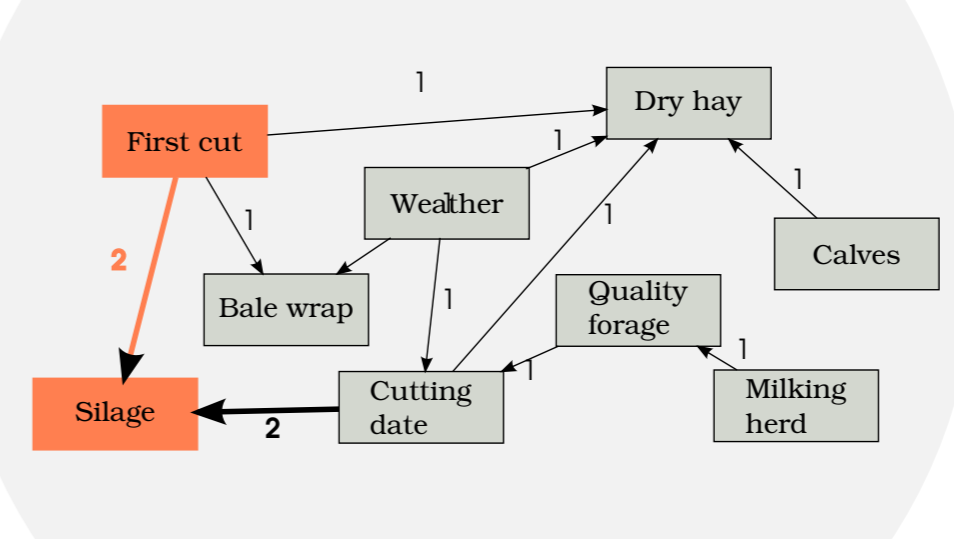 1
Dry hay
First cut
1
Wealther
1
1
1
Calves
2
Bale wrap
1
Quality
forage
1
1
Cutting
date
Milking
herd
Silage
2